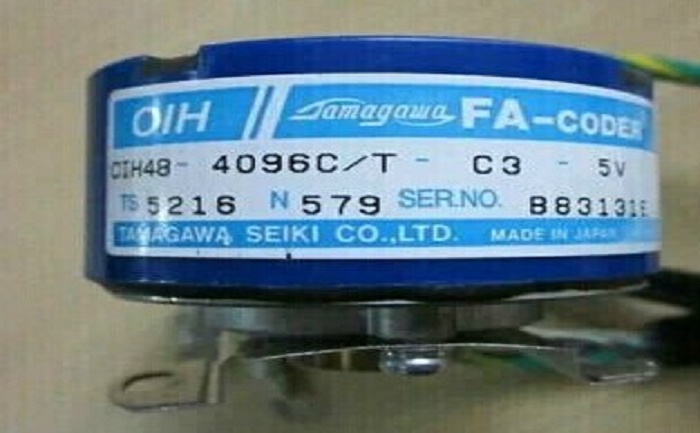 OIH Tamagawa FA-CODER
OIH48 - 4096C/T - C3 - 5V
TS 5216 N 579 SER.NO.
TAMAGAWA SEIKI CO.,LTD. MADE IN JAPAN